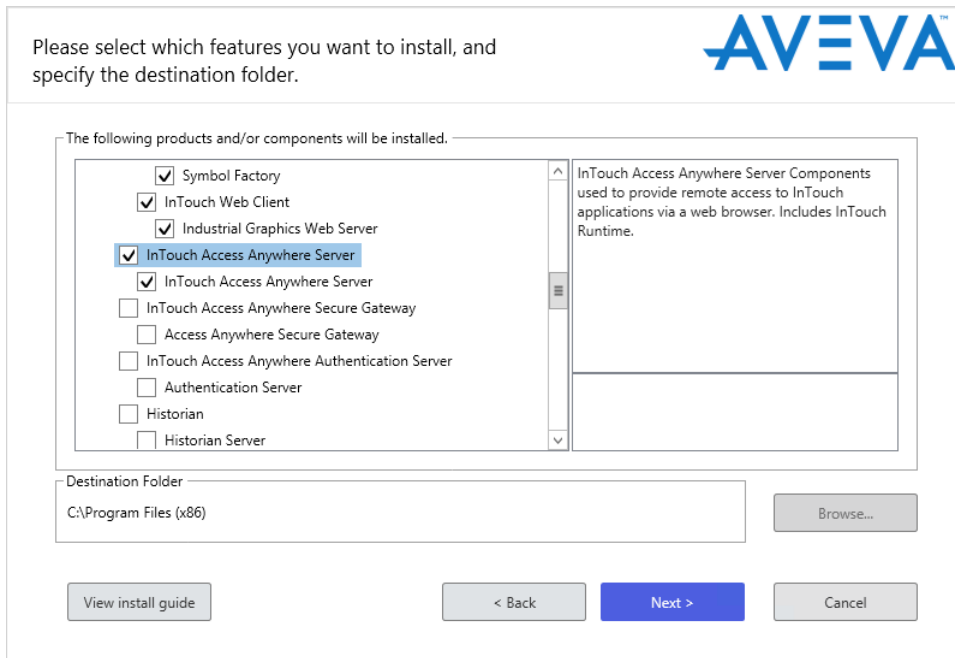 Please select which features you want to install, and
specify the destination folder.
AVEVA™
The following products and/or components will be installed.
Symbol Factory
InTouch Web Client
Industrial Graphics Web Server
InTouch Access Anywhere Server
InTouch Access Anywhere Server
InTouch Access Anywhere Secure Gateway
Access Anywhere Secure Gateway
InTouch Access Anywhere Authentication Server
Authentication Server
Historian
Historian Server
InTouch Access Anywhere Server Components
used to provide remote access to InTouch
applications via a web browser. Includes InTouch
Runtime.
Destination Folder
C:\Program Files (x86)
Browse...
View install guide
< Back
Next >
Cancel